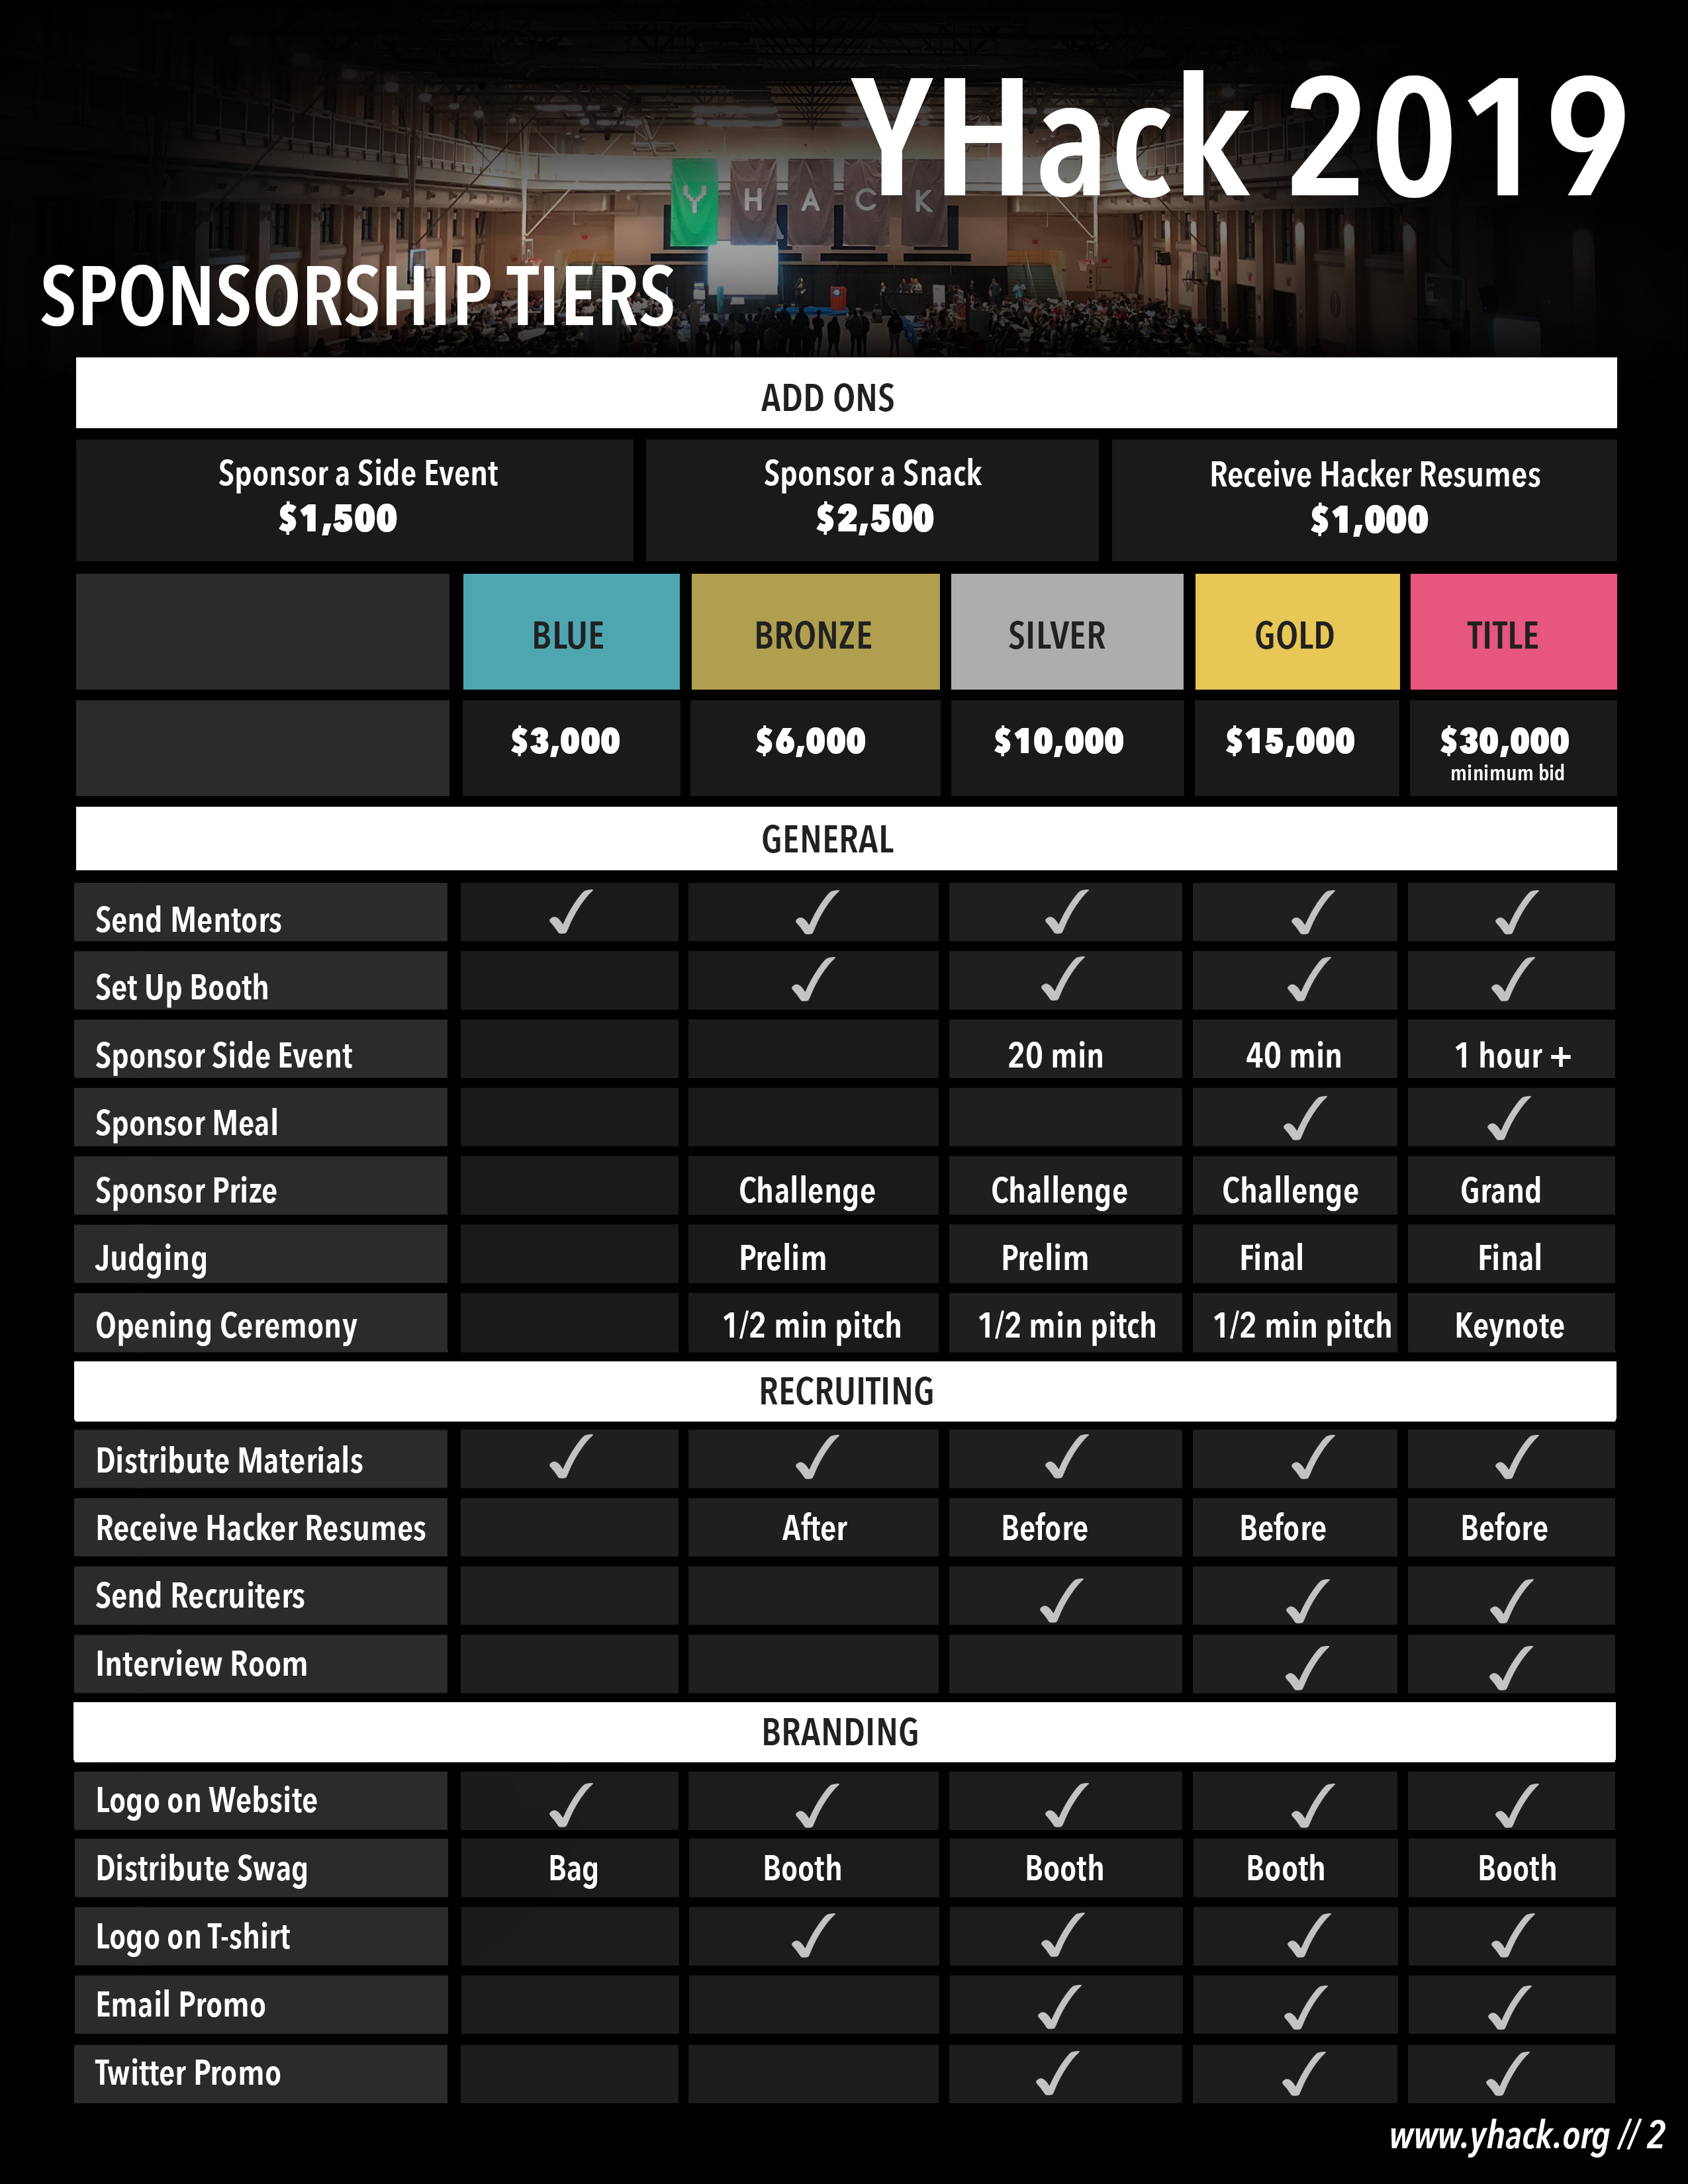 YHack 2019
Y H A C K
SPONSORSHIP TIERS
ADD ONS
Sponsor a Side Event Sponsor a Snack Receive Hacker Resumes
$1,500 $2,500 $1,000
BLUE BRONZE SILVER GOLD TITLE
$3,000 $6,000 $10,000 $15,000 $30,000
minimum bid
GENERAL
Send Mentors ✓ ✓ ✓ ✓ ✓
Set Up Booth ✓ ✓ ✓ ✓
Sponsor Side Event 20 min 40 min 1 hour +
Sponsor Meal ✓ ✓
Sponsor Prize Challenge Challenge Challenge Grand
Judging Prelim Prelim Final Final
Opening Ceremony 1/2 min pitch 1/2 min pitch 1/2 min pitch Keynote
RECRUITING
Distribute Materials ✓ ✓ ✓ ✓ ✓
Receive Hacker Resumes After Before Before Before
Send Recruiters ✓ ✓ ✓
Interview Room ✓ ✓
BRANDING
Logo on Website ✓ ✓ ✓ ✓ ✓
Distribute Swag Bag Booth Booth Booth Booth
Logo on T-shirt ✓ ✓ ✓ ✓
Email Promo ✓ ✓ ✓
Twitter Promo ✓ ✓ ✓
www.yhack.org // 2